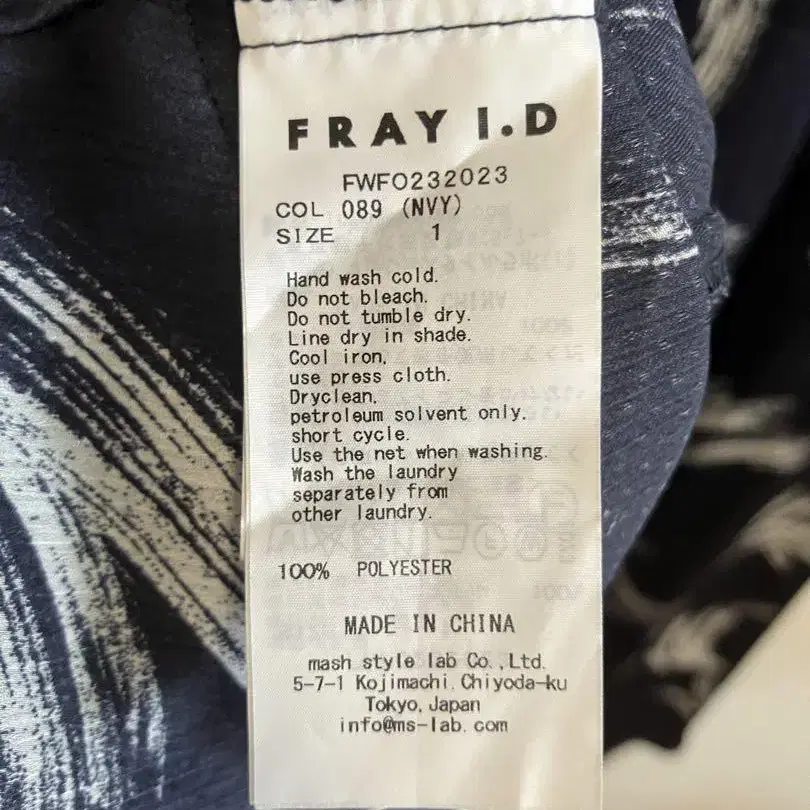 FRAY I.D
FWFO232023
COL 089 (NVY)
SIZE 1
Hand wash cold.
Do not bleach.
Do not tumble dry.
Line dry in shade.
Cool iron,
use press cloth.
Dryclean,
petroleum solvent only.
short cycle.
Use the net when washing.
Wash the laundry
separately from
other laundry.
100% POLYESTER
MADE IN CHINA
mash style lab Co.,Ltd.
5-7-1 Kojimachi, Chiyoda-ku
Tokyo, Japan
info@ms-lab.com